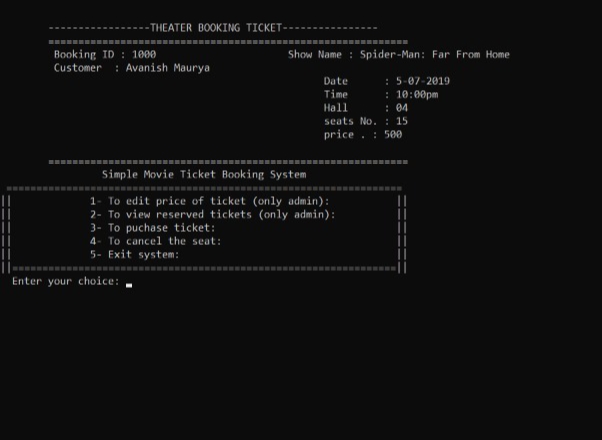 -----------------THEATER BOOKING TICKET----------------
============================================================
Booking ID : 1000 Show Name : Spider-Man: Far From Home
Customer : Avanish Maurya
Date : 5-07-2019
Time : 10:00pm
Hall : 04
seats No. : 15
price . : 500
============================================================
Simple Movie Ticket Booking System
==================================================================
|| 1- To edit price of ticket (only admin): ||
|| 2- To view reserved tickets (only admin): ||
|| 3- To puchase ticket: ||
|| 4- To cancel the seat: ||
|| 5- Exit system: ||
||================================================================||
Enter your choice: